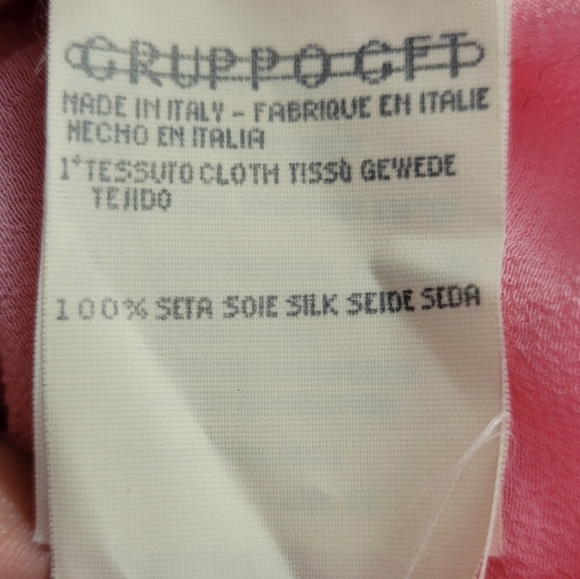 GRUPPO GFT
MADE IN ITALY - FABRIQUE EN ITALIE
HECHO EN ITALIA
1° TESSUTO CLOTH TISSÙ GEWEDE
TEJIDO
100% SETA SOIE SILK SEIDE SEDA